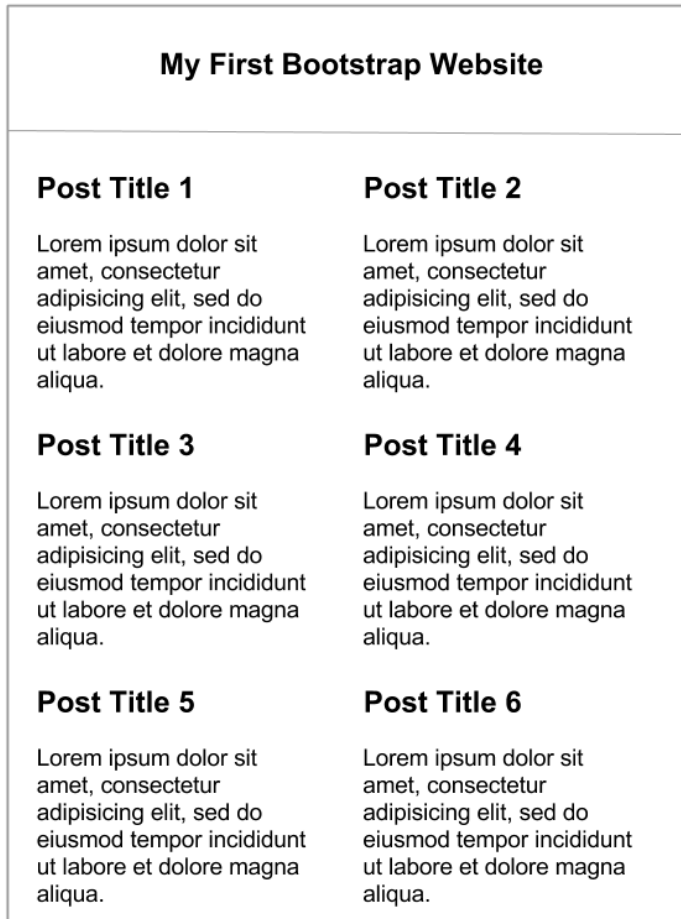 My First Bootstrap Website
Post Title 1
Lorem ipsum dolor sit
amet, consectetur
adipisicing elit, sed do
eiusmod tempor incididunt
ut labore et dolore magna
aliqua.
Post Title 2
Lorem ipsum dolor sit
amet, consectetur
adipisicing elit, sed do
eiusmod tempor incididunt
ut labore et dolore magna
aliqua.
Post Title 3
Lorem ipsum dolor sit
amet, consectetur
adipisicing elit, sed do
eiusmod tempor incididunt
ut labore et dolore magna
aliqua.
Post Title 4
Lorem ipsum dolor sit
amet, consectetur
adipisicing elit, sed do
eiusmod tempor incididunt
ut labore et dolore magna
aliqua.
Post Title 5
Lorem ipsum dolor sit
amet, consectetur
adipisicing elit, sed do
eiusmod tempor incididunt
ut labore et dolore magna
aliqua.
Post Title 6
Lorem ipsum dolor sit
amet, consectetur
adipisicing elit, sed do
eiusmod tempor incididunt
ut labore et dolore magna
aliqua.